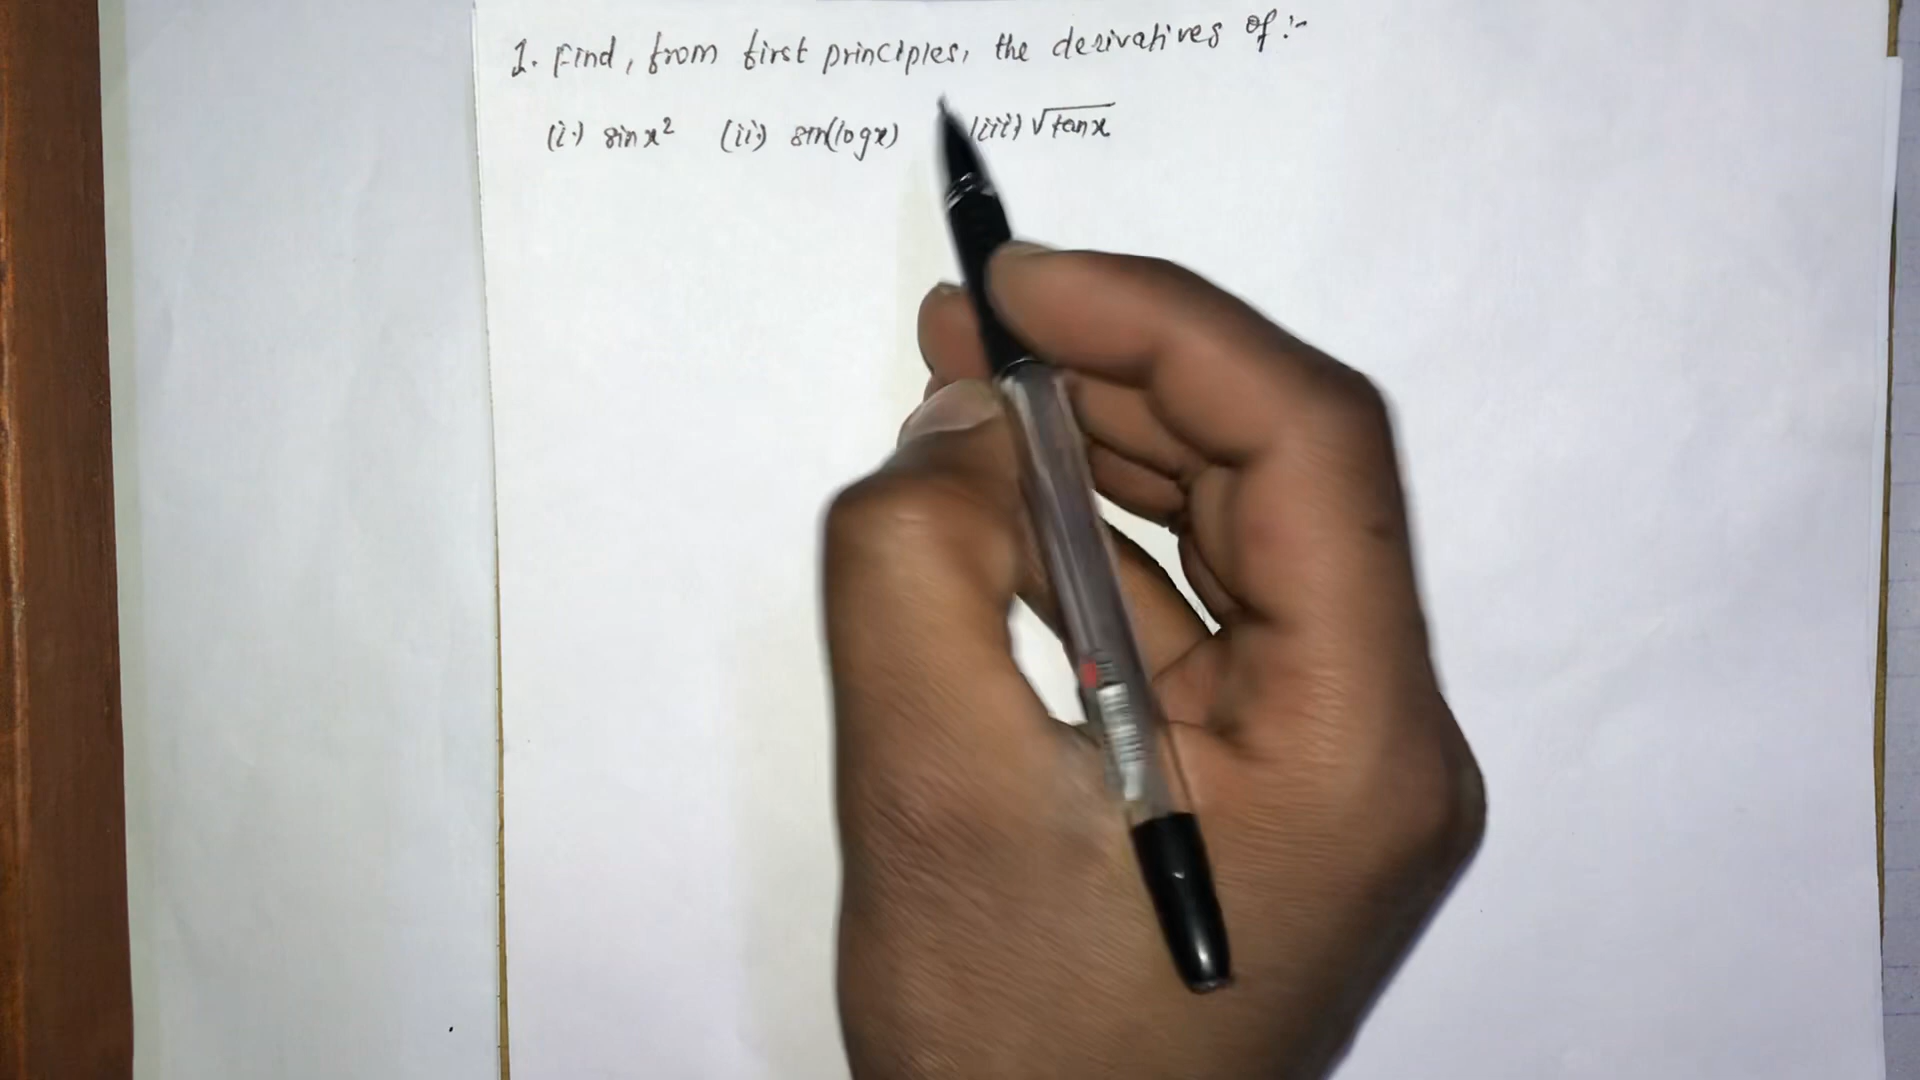 1. Find, from first principles, the derivatives of :-
(i.) sin x² (ii.) sin(log x) (iii) √tan x